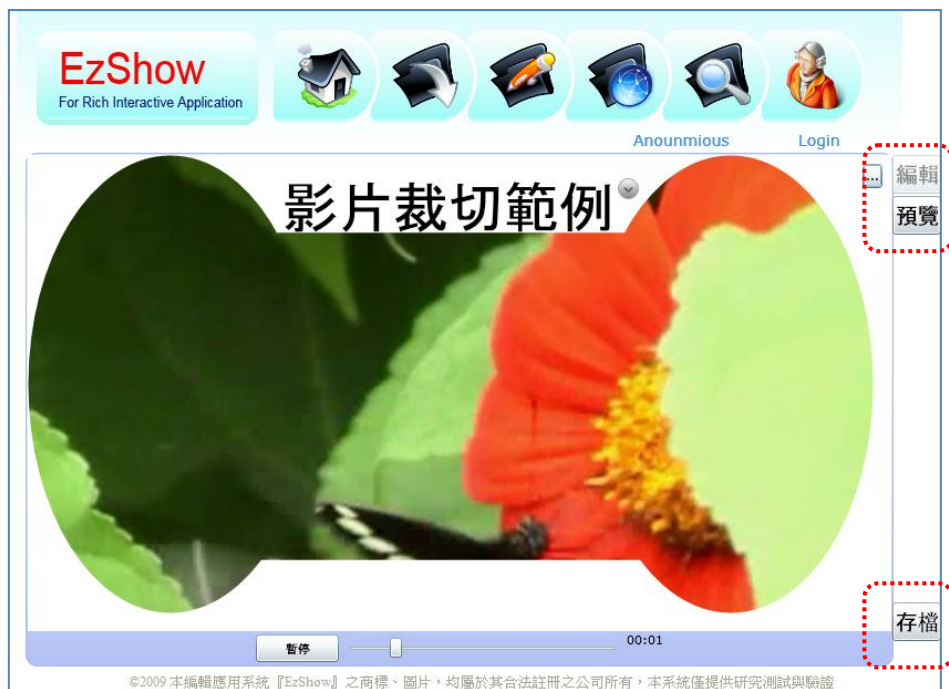 EzShow
For Rich Interactive Application
Anounmious
Login
...
編輯
預覽
影片裁切範例
存檔
暫停
00:01
©2009 本編輯應用系統『EzShow』之商標、圖片，均屬於其合法註冊之公司所有，本系統僅提供研究測試與驗證